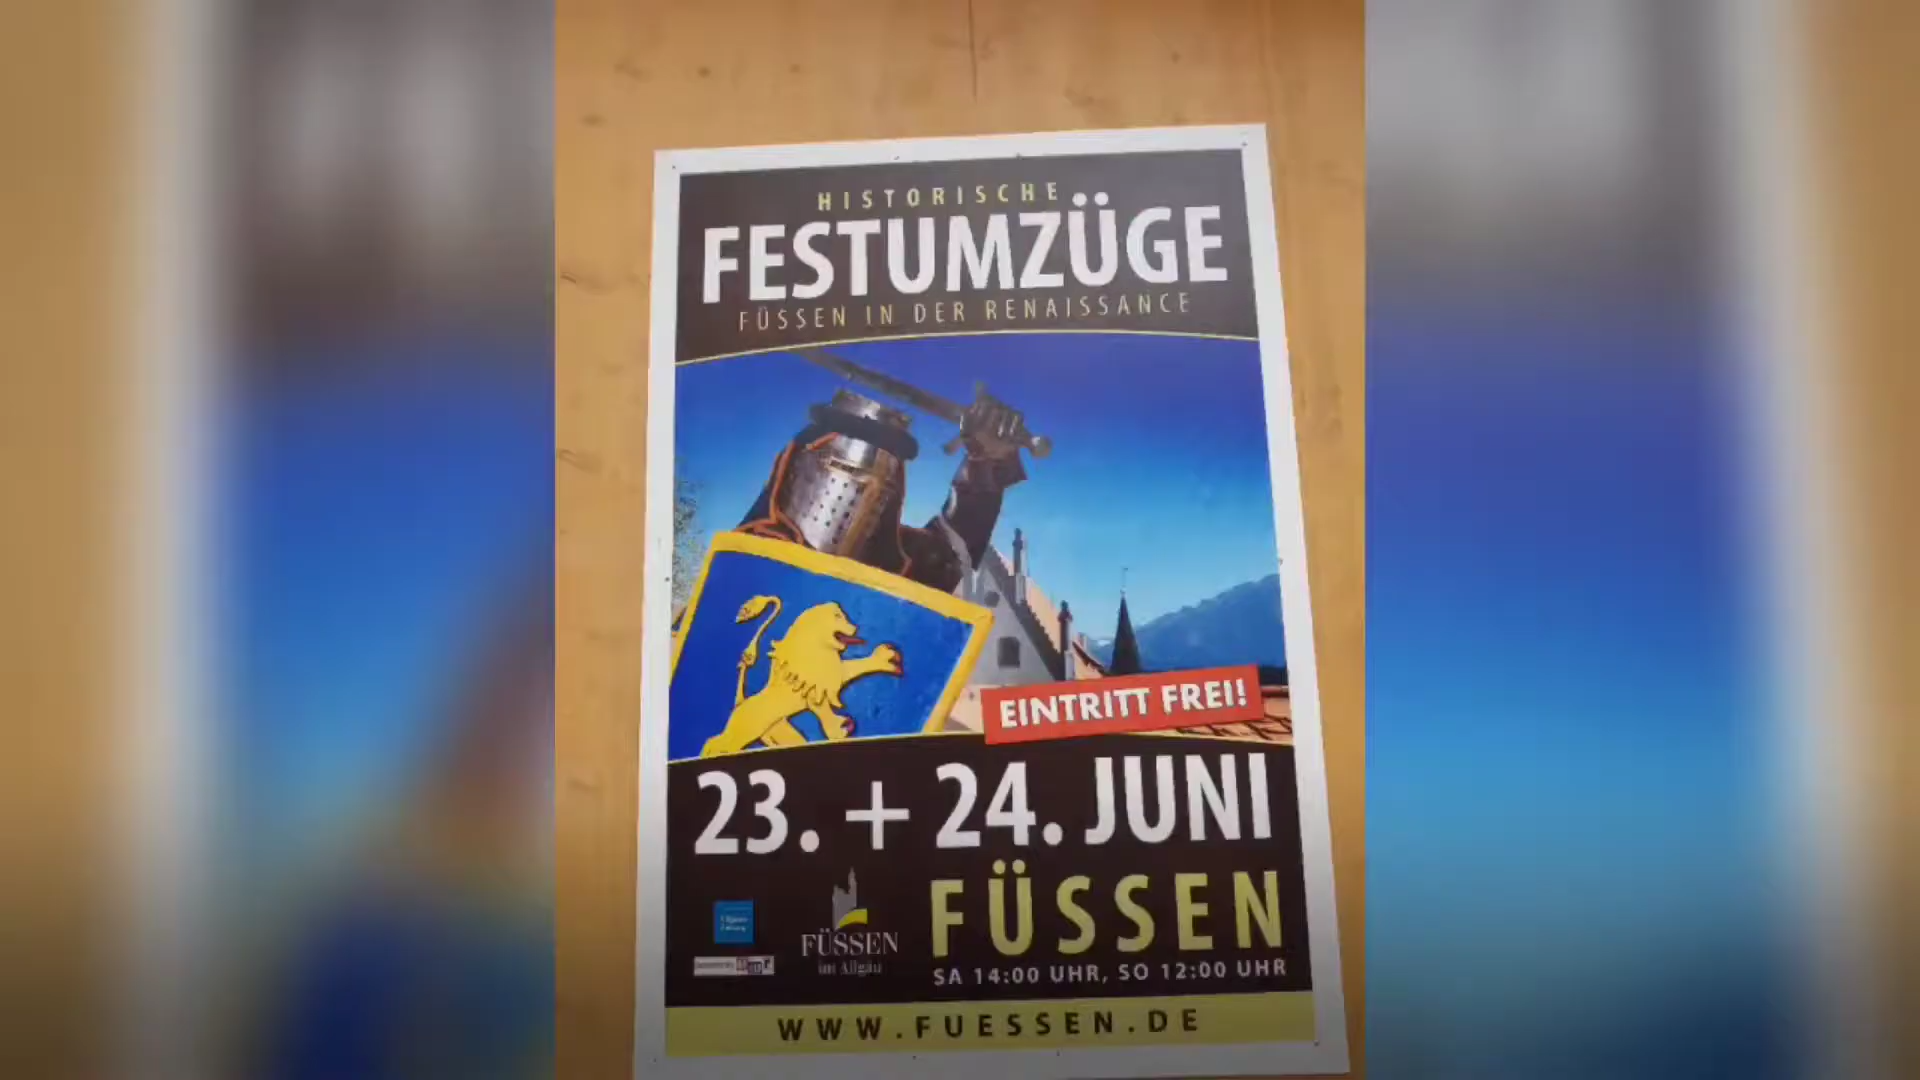 HISTORISCHE
FESTUMZÜGE
FÜSSEN IN DER RENAISSANCE
EINTRITT FREI!
23. + 24. JUNI
FÜSSEN
FÜSSEN
im Allgäu
SA 14:00 UHR, SO 12:00 UHR
WWW.FUESSEN.DE